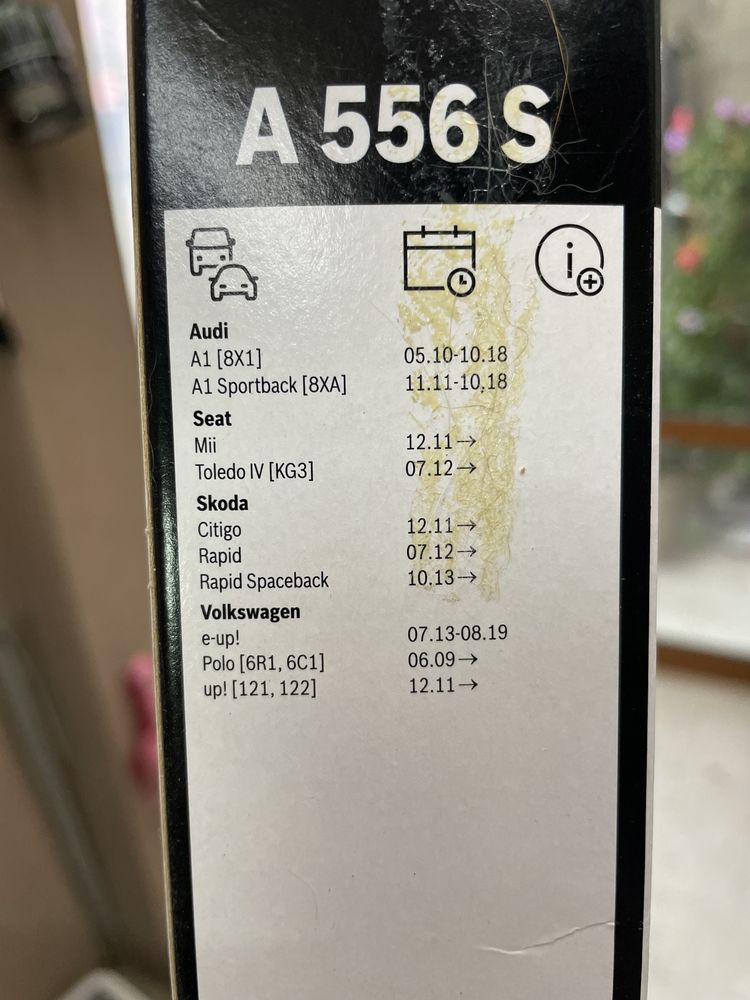 A 556 S
Audi
A1 [8X1] 05.10-10.18
A1 Sportback [8XA] 11.11-10.18
Seat
Mii 12.11→
Toledo IV [KG3] 07.12→
Skoda
Citigo 12.11→
Rapid 07.12→
Rapid Spaceback 10.13→
Volkswagen
e-up! 07.13-08.19
Polo [6R1, 6C1] 06.09→
up! [121, 122] 12.11→